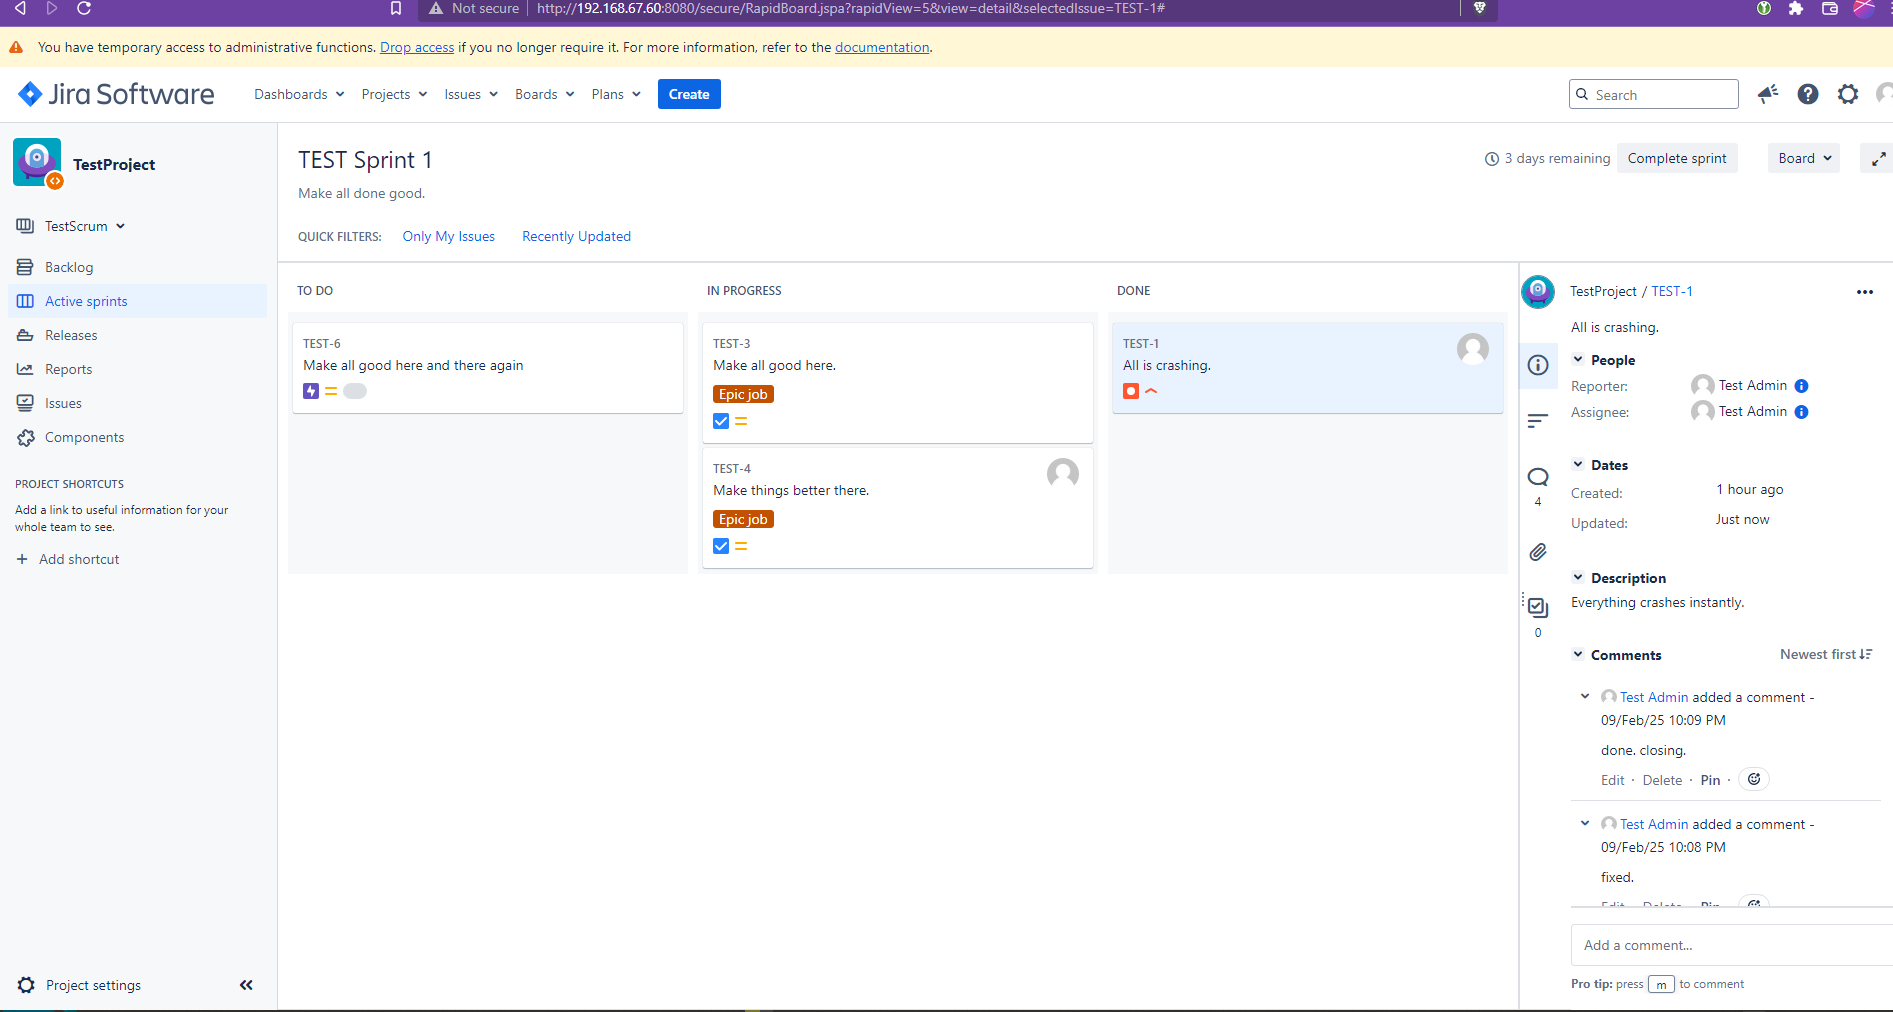 Not secure http://192.168.67.60:8080/secure/RapidBoard.jspa?rapidView=5&view=detail&selectedIssue=TEST-1#
You have temporary access to administrative functions. Drop access if you no longer require it. For more information, refer to the documentation.
Jira Software Dashboards Projects Issues Boards Plans Create Search
TestProject
TestScrum
Backlog
Active sprints
Releases
Reports
Issues
Components
PROJECT SHORTCUTS
Add a link to useful information for your
whole team to see.
+ Add shortcut
Project settings
TEST Sprint 1
3 days remaining Complete sprint Board
Make all done good.
QUICK FILTERS: Only My Issues Recently Updated
TO DO
TEST-6
Make all good here and there again
IN PROGRESS
TEST-3
Make all good here.
Epic job
TEST-4
Make things better there.
Epic job
DONE
TEST-1
All is crashing.
TestProject / TEST-1
All is crashing.
People
Reporter: Test Admin
Assignee: Test Admin
Dates
Created: 1 hour ago
Updated: Just now
4
0
Description
Everything crashes instantly.
Comments Newest first
Test Admin added a comment -
09/Feb/25 10:09 PM
done. closing.
Edit · Delete · Pin ·
Test Admin added a comment -
09/Feb/25 10:08 PM
fixed.
Edit Delete Pin
Add a comment...
Pro tip: press m to comment